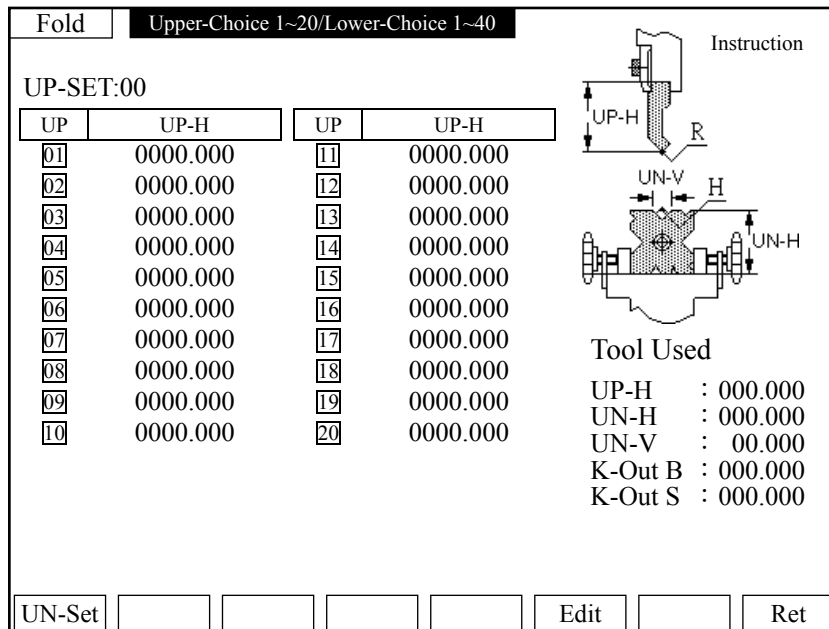 Fold
Upper-Choice 1~20/Lower-Choice 1~40
Instruction
UP-SET:00
UP UP-H UP UP-H
01 0000.000 11 0000.000
02 0000.000 12 0000.000
03 0000.000 13 0000.000
04 0000.000 14 0000.000
05 0000.000 15 0000.000
06 0000.000 16 0000.000
07 0000.000 17 0000.000
08 0000.000 18 0000.000
09 0000.000 19 0000.000
10 0000.000 20 0000.000
UP-H
R
UN-V
H
UN-H
Tool Used
UP-H : 000.000
UN-H : 000.000
UN-V : 00.000
K-Out B : 000.000
K-Out S : 000.000
UN-Set Edit Ret